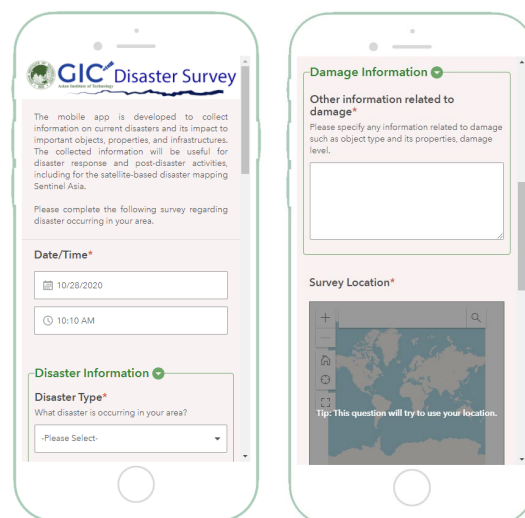 GIC Disaster Survey
Asian Institute of Technology
The mobile app is developed to collect
information on current disasters and its impact to
important objects, properties, and infrastructures.
The collected information will be useful for
disaster response and post-disaster activities,
including for the satellite-based disaster mapping
Sentinel Asia.
Please complete the following survey regarding
disaster occurring in your area.
Date/Time*
10/28/2020
10:10 AM
Disaster Information
Disaster Type*
What disaster is occurring in your area?
-Please Select-
Damage Information
Other information related to
damage*
Please specify any information related to damage
such as object type and its properties, damage
level.
Survey Location*
Tip: This question will try to use your location.